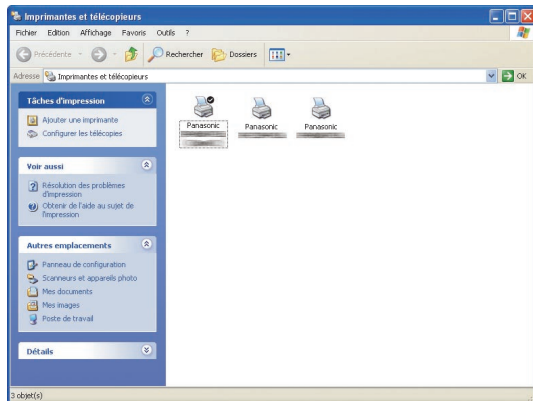 Imprimantes et télécopieurs
Fichier Edition Affichage Favoris Outils ?
Précédente Rechercher Dossiers
Adresse Imprimantes et télécopieurs OK
Tâches d'impression
Ajouter une imprimante
Configurer les télécopies
Voir aussi
Résolution des problèmes
d'impression
Obtenir de l'aide au sujet de
l'impression
Autres emplacements
Panneau de configuration
Scanneurs et appareils photo
Mes documents
Mes images
Poste de travail
Détails
Panasonic Panasonic Panasonic
3 objet(s)